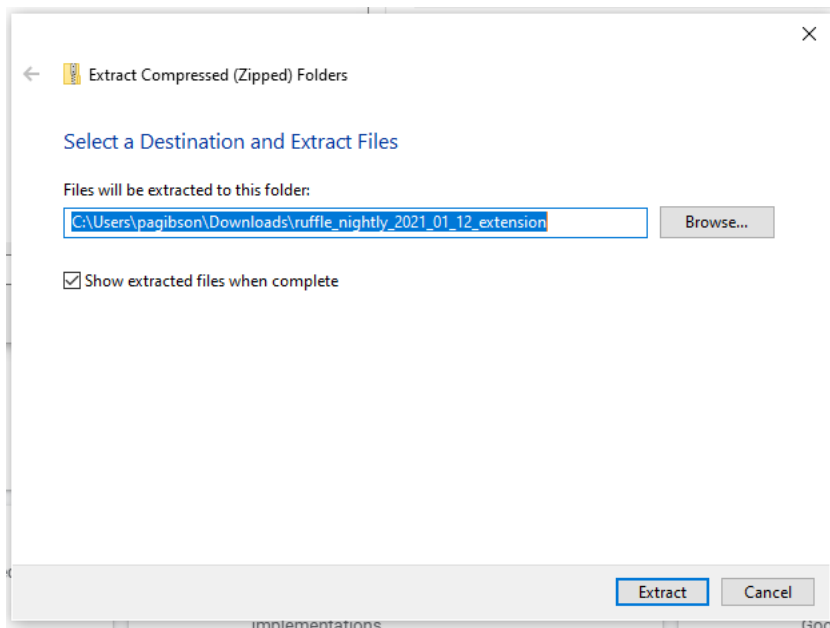 Extract Compressed (Zipped) Folders
Select a Destination and Extract Files
Files will be extracted to this folder:
C:\Users\pagibson\Downloads\ruffle_nightly_2021_01_12_extension
Browse...
Show extracted files when complete
Extract
Cancel
implementations